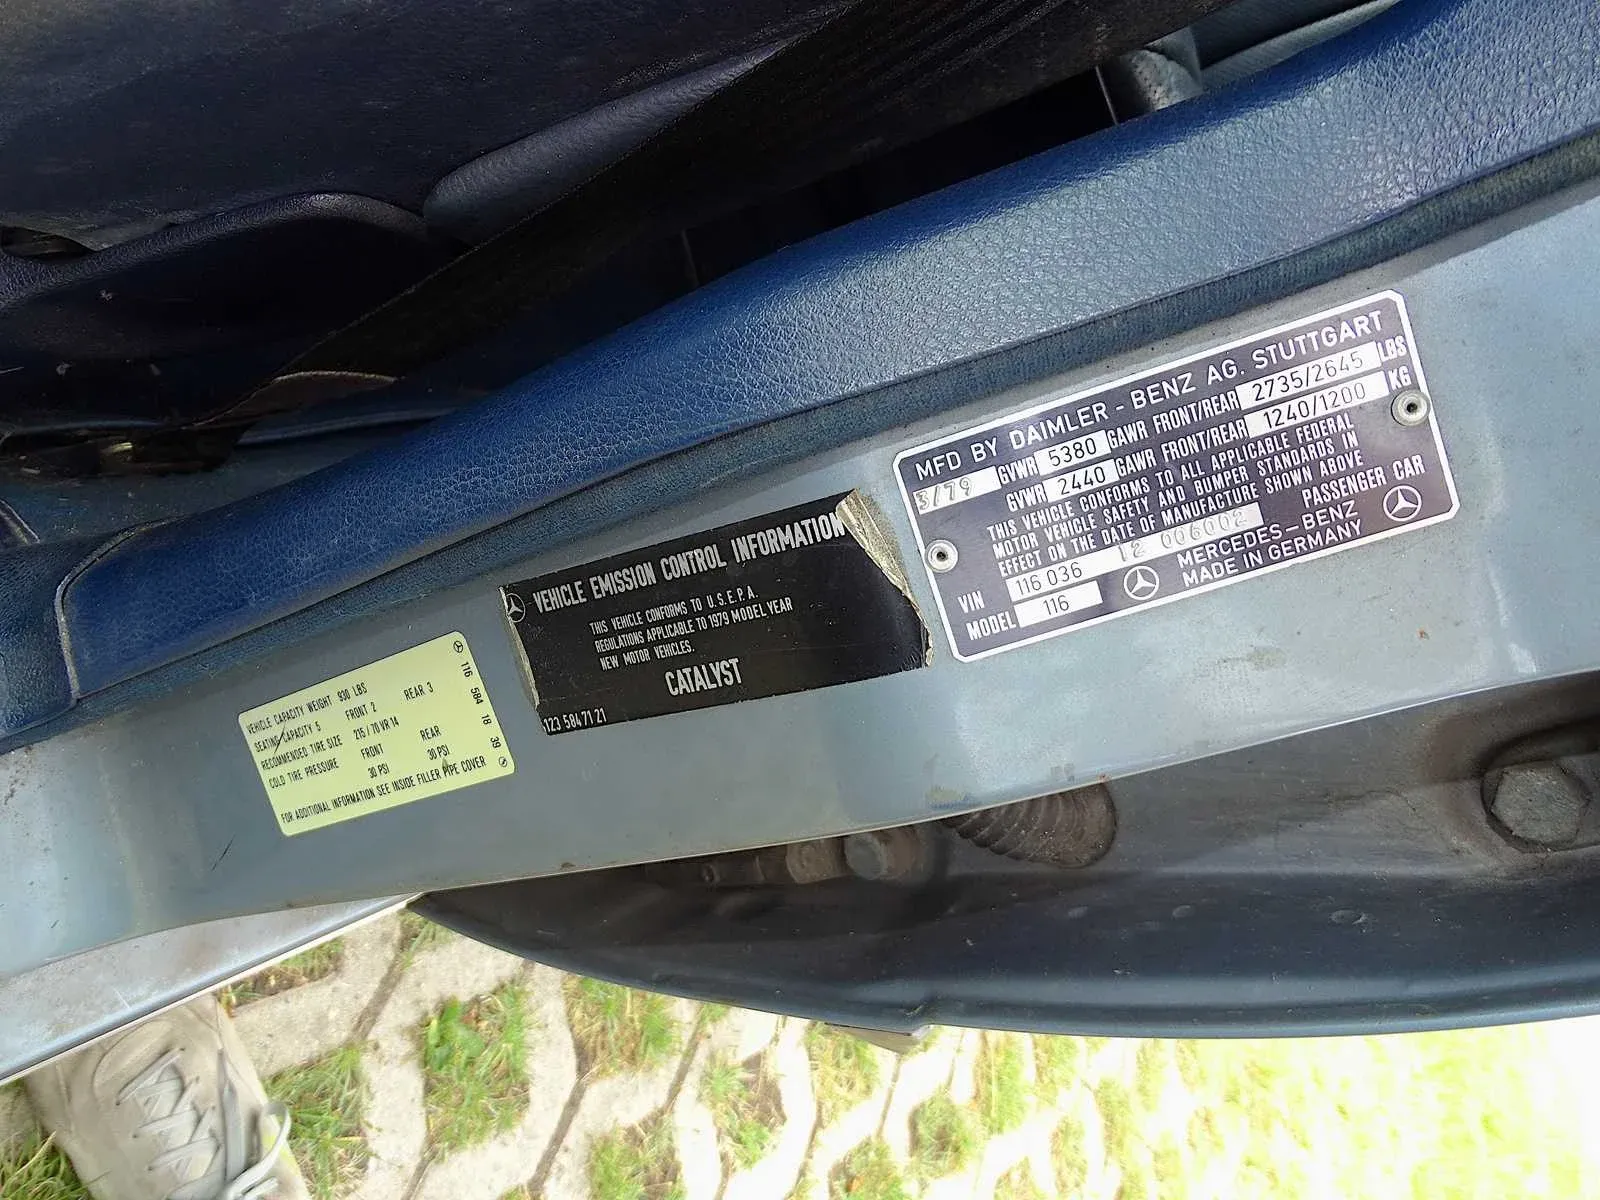 MFD BY DAIMLER-BENZ AG. STUTTGART
3/79 GVWR 5380 GAWR FRONT/REAR 2735/2645 LBS
GVWR 2440 GAWR FRONT/REAR 1240/1200 KG
THIS VEHICLE CONFORMS TO ALL APPLICABLE FEDERAL
MOTOR VEHICLE SAFETY AND BUMPER STANDARDS IN
EFFECT ON THE DATE OF MANUFACTURE SHOWN ABOVE
VIN 116 036 12 006002 PASSENGER CAR
MODEL 116 MERCEDES-BENZ
MADE IN GERMANY
VEHICLE EMISSION CONTROL INFORMATION
THIS VEHICLE CONFORMS TO U.S.E.P.A.
REGULATIONS APPLICABLE TO 1979 MODEL YEAR
NEW MOTOR VEHICLES.
CATALYST
123 584 71 21
VEHICLE CAPACITY WEIGHT 930 LBS
SEATING CAPACITY 5 FRONT 2 REAR 3
RECOMMENDED TIRE SIZE 215/70 VR 14
COLD TIRE PRESSURE FRONT REAR
30 PSI 30 PSI
FOR ADDITIONAL INFORMATION SEE INSIDE FILLER PIPE COVER
116 584 18 39